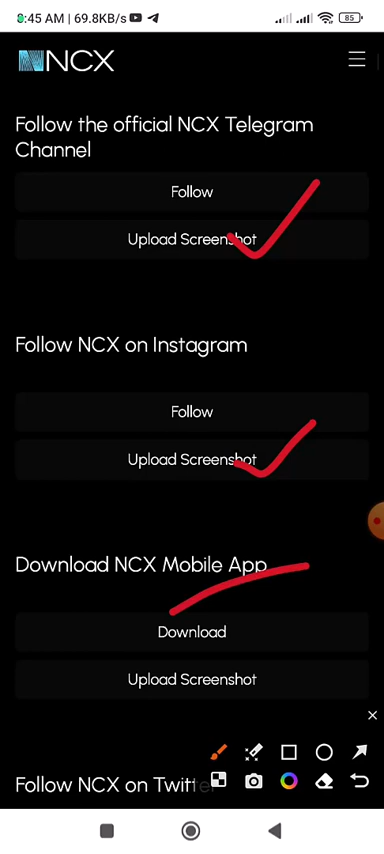 8:45 AM | 69.8KB/s
85
NCX
Follow the official NCX Telegram
Channel
Follow
Upload Screenshot
Follow NCX on Instagram
Follow
Upload Screenshot
Download NCX Mobile App
Download
Upload Screenshot
Follow NCX on Twitter